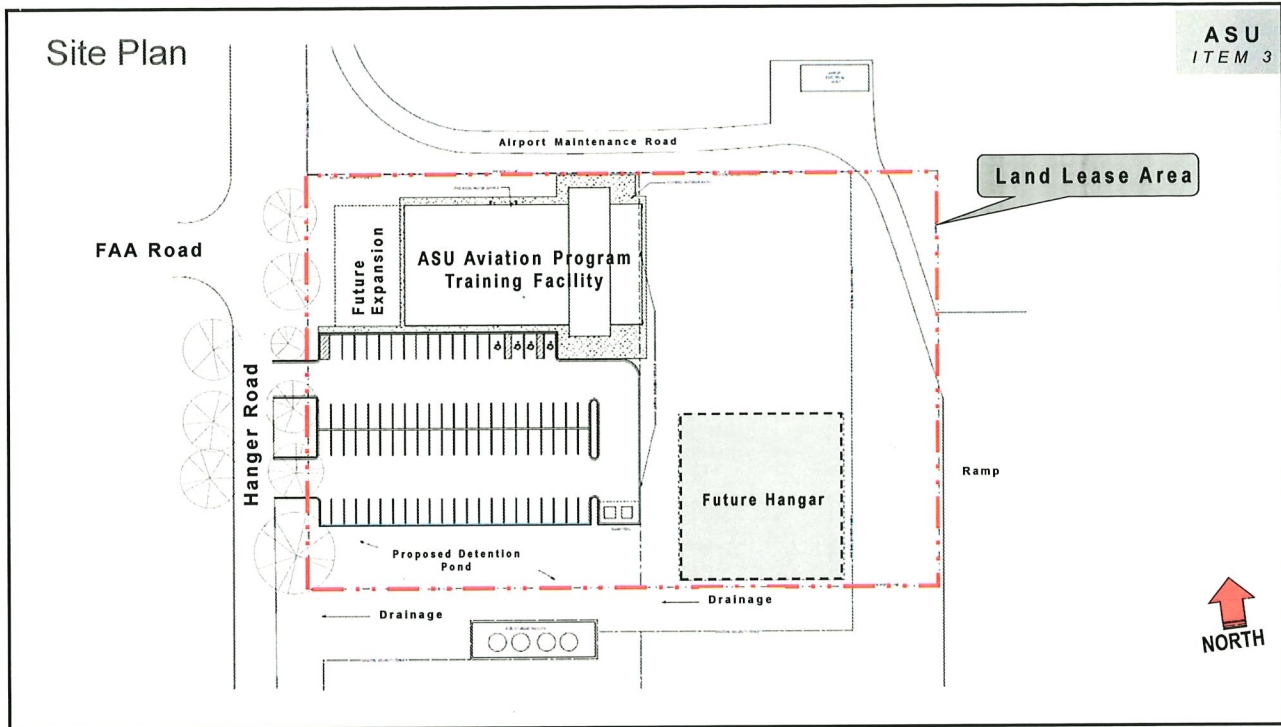 Site Plan
ASU
ITEM 3
Airport Maintenance Road
Land Lease Area
FAA Road
Future
Expansion
ASU Aviation Program
Training Facility
Hanger Road
Ramp
Future Hangar
Proposed Detention
Pond
Drainage
Drainage
NORTH